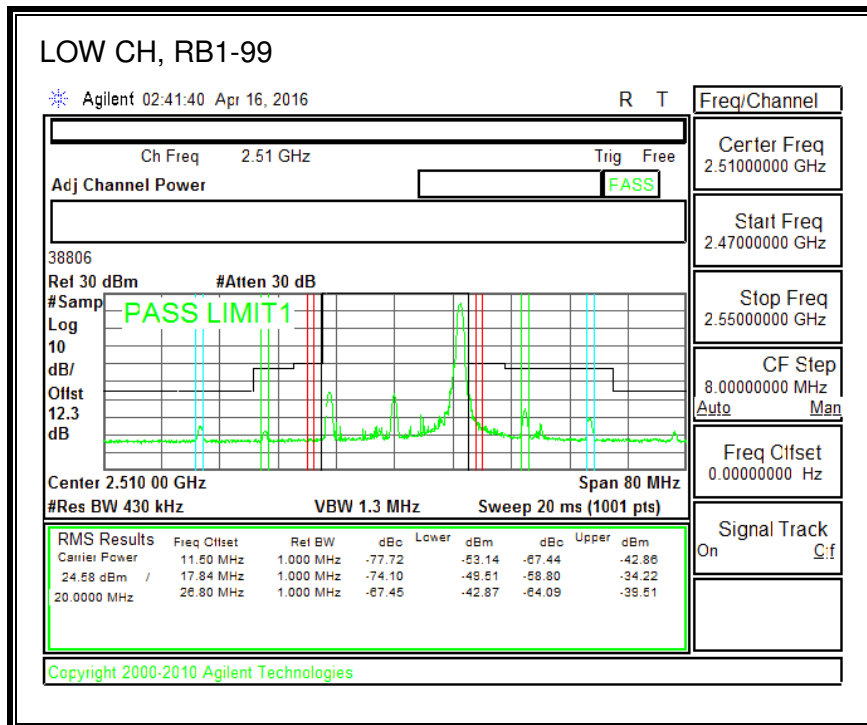 LOW CH, RB1-99
Agilent 02:41:40 Apr 16, 2016 R T
Freq/Channel
Ch Freq 2.51 GHz Trig Free
Adj Channel Power PASS
Center Freq
2.51000000 GHz
Start Freq
2.47000000 GHz
Stop Freq
2.55000000 GHz
CF Step
8.00000000 MHz
Auto Man
Freq Offset
0.00000000 Hz
Signal Track
On Off
38806
Ref 30 dBm #Atten 30 dB
#Samp
Log
10
dB/
Offst
12.3
dB
PASS LIMIT1
Center 2.510 00 GHz Span 80 MHz
#Res BW 430 kHz VBW 1.3 MHz Sweep 20 ms (1001 pts)
RMS Results Freq Offset Ref BW dBc Lower dBm dBc Upper dBm
Carrier Power 11.50 MHz 1.000 MHz -77.72 -53.14 -67.44 -42.86
24.58 dBm / 17.84 MHz 1.000 MHz -74.10 -49.51 -58.80 -34.22
20.0000 MHz 26.80 MHz 1.000 MHz -67.45 -42.87 -64.09 -39.51
Copyright 2000-2010 Agilent Technologies